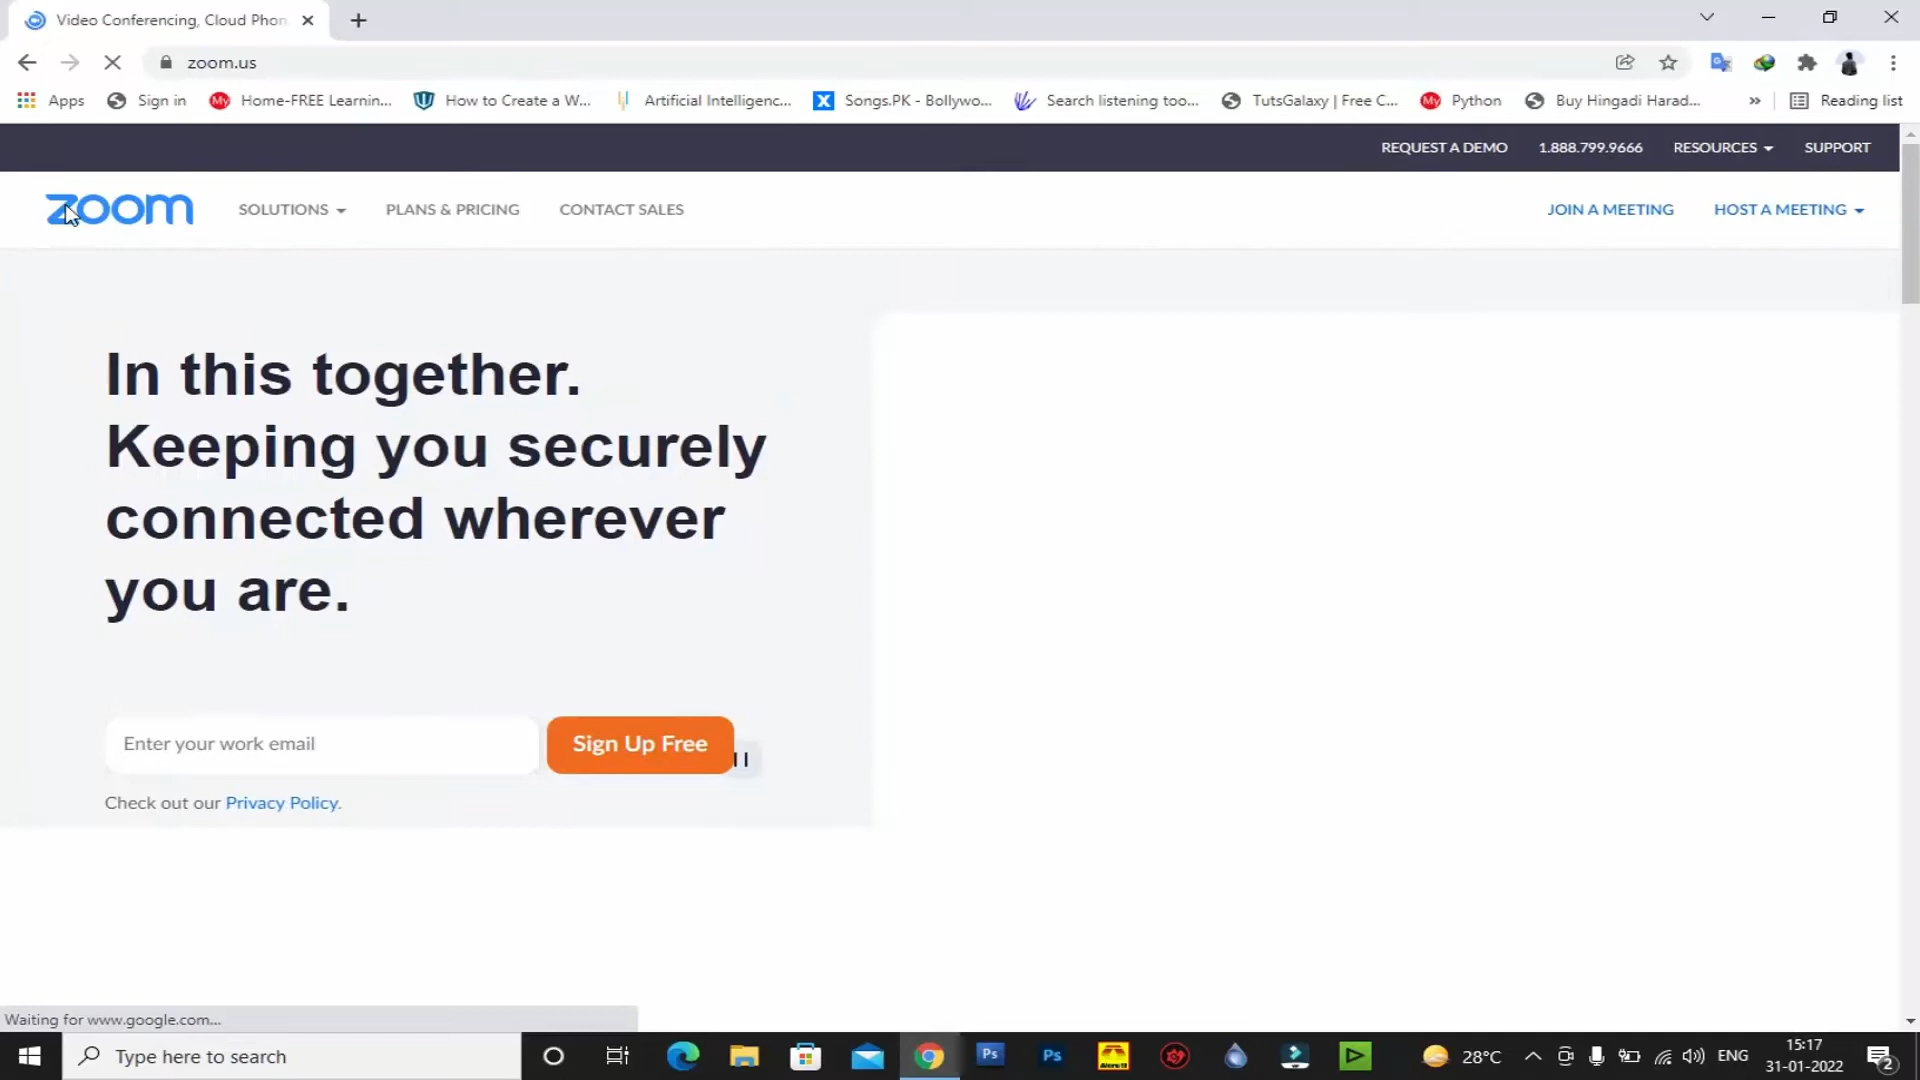 Video Conferencing, Cloud Phon
zoom.us
Apps
Sign in
Home-FREE Learnin...
How to Create a W...
Artificial Intelligenc...
Songs.PK - Bollywo...
Search listening too...
TutsGalaxy | Free C...
Python
Buy Hingadi Harad...
»
Reading list
REQUEST A DEMO
1.888.799.9666
RESOURCES
SUPPORT
zoom
SOLUTIONS
PLANS & PRICING
CONTACT SALES
JOIN A MEETING
HOST A MEETING
In this together.
Keeping you securely
connected wherever
you are.
Enter your work email
Sign Up Free
Check out our Privacy Policy.
Waiting for www.google.com...
Type here to search
Ps
Ps
28°C
ENG
15:17
31-01-2022
2